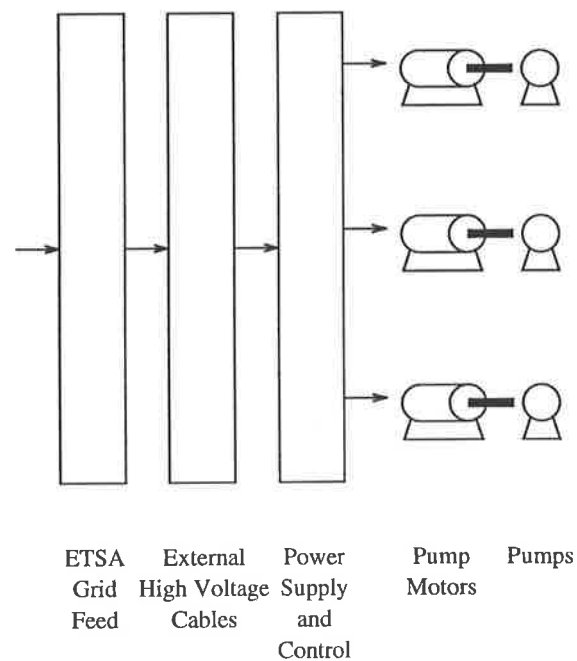 ETSA External Power Pump Pumps
Grid High Voltage Supply Motors
Feed Cables and
Control